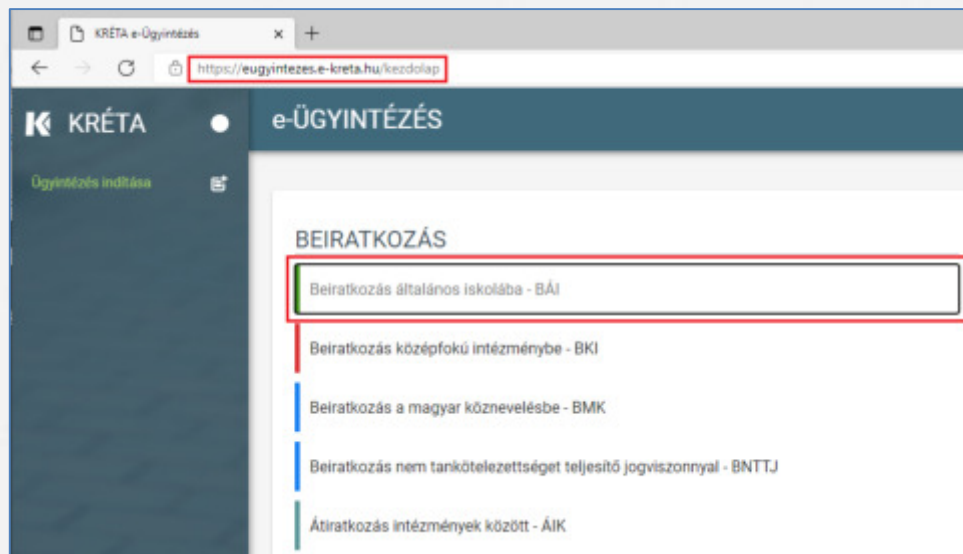 KRÉTA e-Ügyintézés
https://eugyintezes.e-kreta.hu/kezdolap
KRÉTA
e-ÜGYINTÉZÉS
Ügyintézés indítása
BEIRATKOZÁS
Beiratkozás általános iskolába - BÁI
Beiratkozás középfokú intézménybe - BKI
Beiratkozás a magyar köznevelésbe - BMK
Beiratkozás nem tankötelezettséget teljesítő jogviszonnyal - BNTTJ
Átiratkozás intézmények között - ÁIK